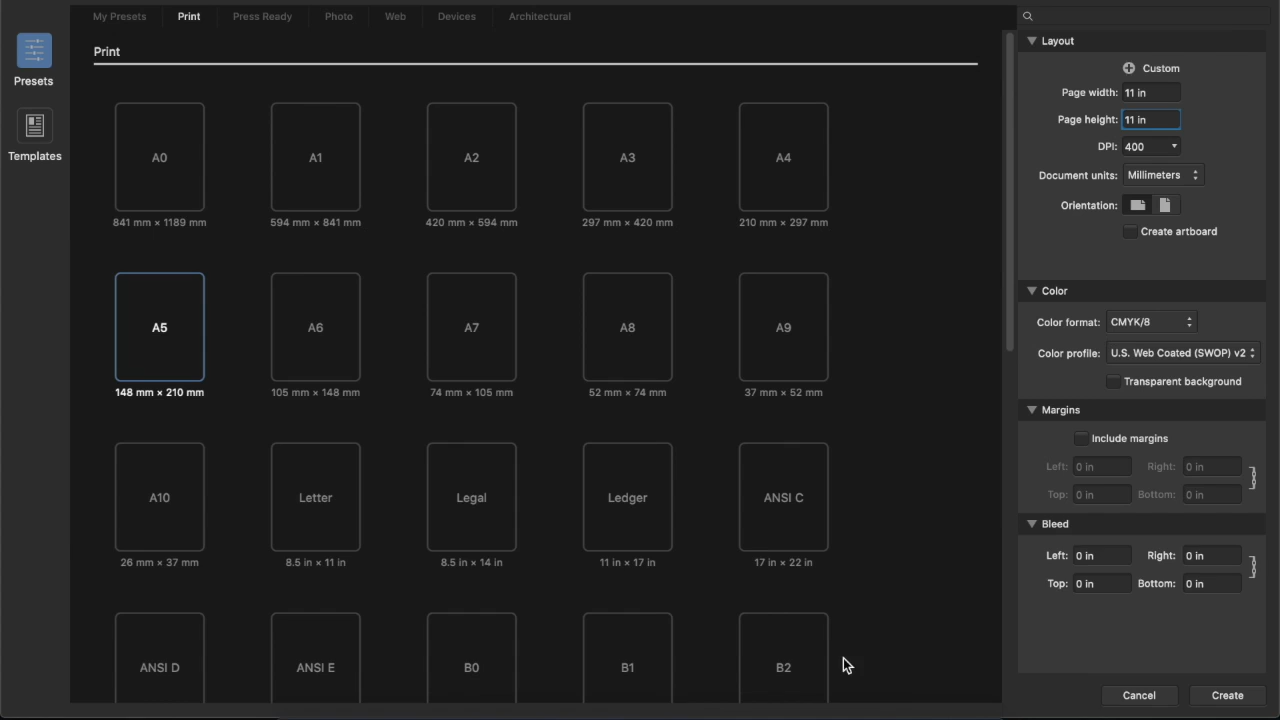 My Presets Print Press Ready Photo Web Devices Architectural
Presets
Templates
Print
A0 A1 A2 A3 A4
841 mm × 1189 mm 594 mm × 841 mm 420 mm × 594 mm 297 mm × 420 mm 210 mm × 297 mm
A5 A6 A7 A8 A9
148 mm × 210 mm 105 mm × 148 mm 74 mm × 105 mm 52 mm × 74 mm 37 mm × 52 mm
A10 Letter Legal Ledger ANSI C
26 mm × 37 mm 8.5 in × 11 in 8.5 in × 14 in 11 in × 17 in 17 in × 22 in
ANSI D ANSI E B0 B1 B2
Layout
Custom
Page width: 11 in
Page height: 11 in
DPI: 400
Document units: Millimeters
Orientation:
Create artboard
Color
Color format: CMYK/8
Color profile: U.S. Web Coated (SWOP) v2
Transparent background
Margins
Include margins
Left: 0 in Right: 0 in
Top: 0 in Bottom: 0 in
Bleed
Left: 0 in Right: 0 in
Top: 0 in Bottom: 0 in
Cancel Create